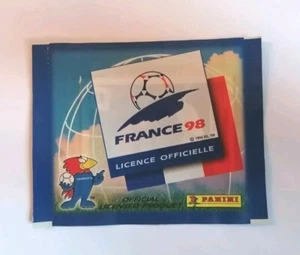 FRANCE 98
LICENCE OFFICIELLE
OFFICIAL
LICENSED PRODUCT
PANINI